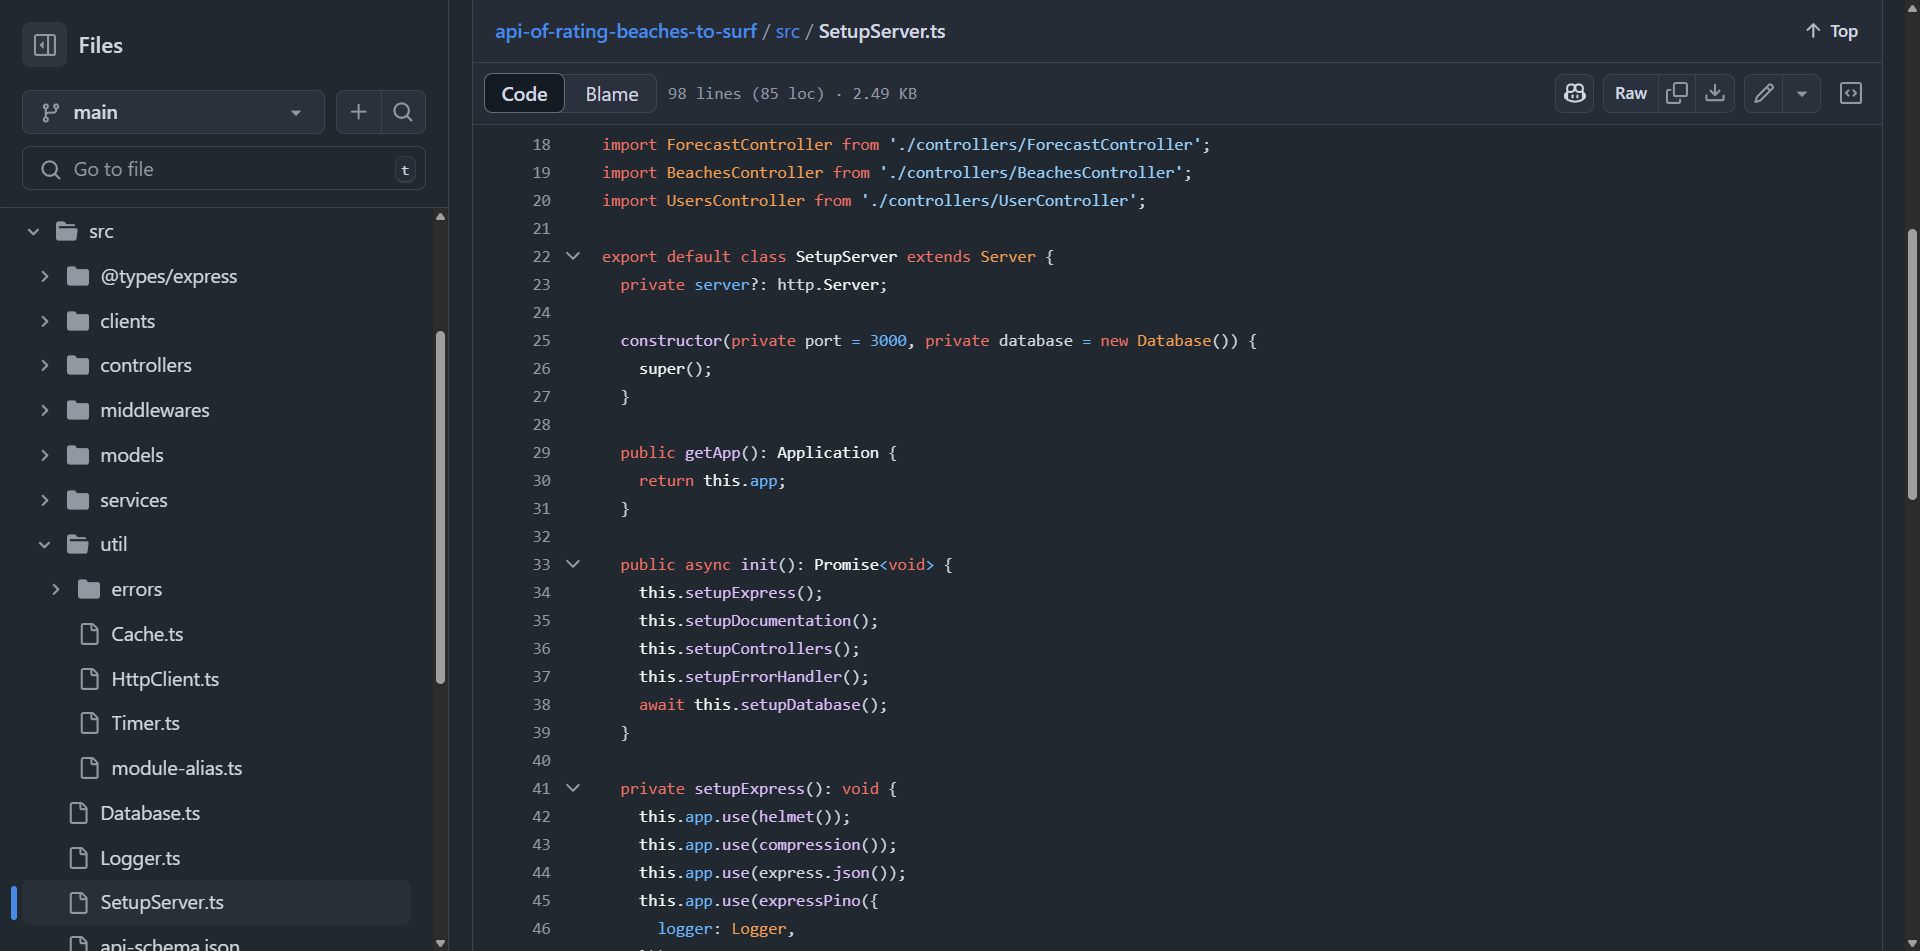 Files
main
Go to file
t
src
@types/express
clients
controllers
middlewares
models
services
util
errors
Cache.ts
HttpClient.ts
Timer.ts
module-alias.ts
Database.ts
Logger.ts
SetupServer.ts
api-schema.json
api-of-rating-beaches-to-surf / src / SetupServer.ts
Top
Code Blame 98 lines (85 loc) · 2.49 KB
Raw
18 import ForecastController from './controllers/ForecastController';
19 import BeachesController from './controllers/BeachesController';
20 import UsersController from './controllers/UserController';
21
22 export default class SetupServer extends Server {
23 private server?: http.Server;
24
25 constructor(private port = 3000, private database = new Database()) {
26 super();
27 }
28
29 public getApp(): Application {
30 return this.app;
31 }
32
33 public async init(): Promise<void> {
34 this.setupExpress();
35 this.setupDocumentation();
36 this.setupControllers();
37 this.setupErrorHandler();
38 await this.setupDatabase();
39 }
40
41 private setupExpress(): void {
42 this.app.use(helmet());
43 this.app.use(compression());
44 this.app.use(express.json());
45 this.app.use(expressPino({
46 logger: Logger,